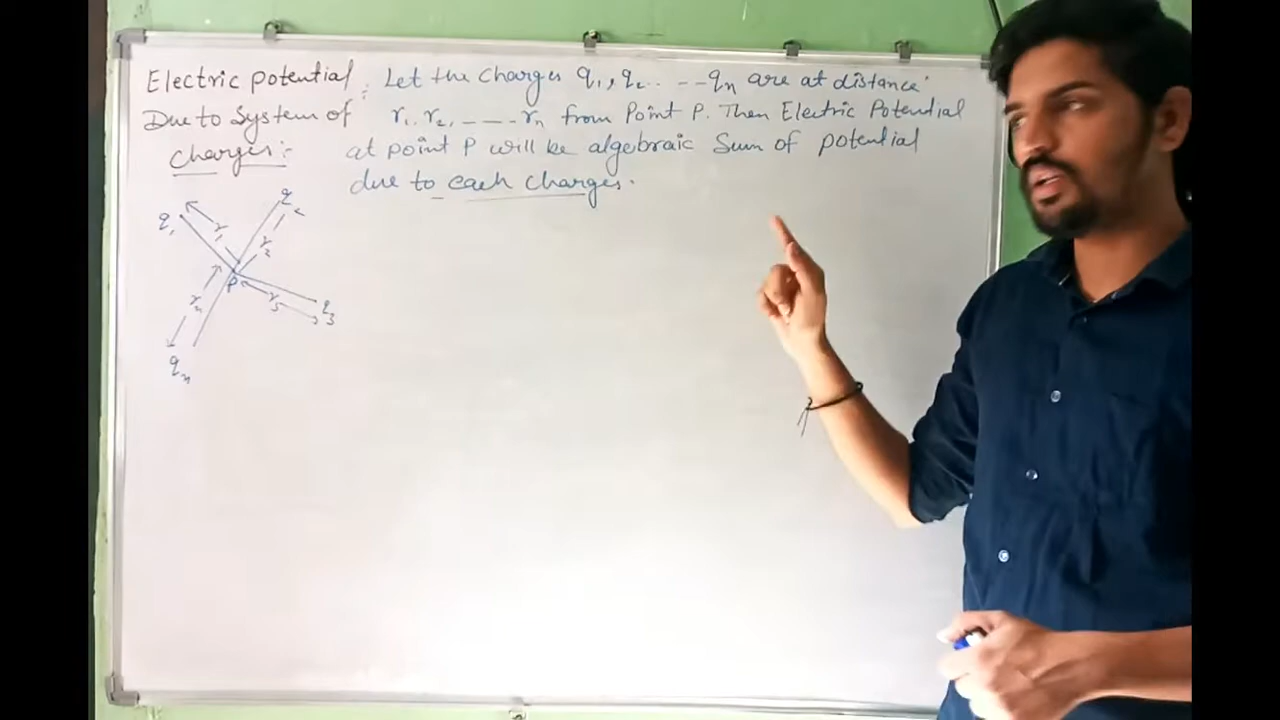 Electric potential : Let the Charges q₁, q₂.. - -qₙ are at distance
Due to System of r₁. r₂, - - - - rₙ from Point P. Then Electric Potential
Charges:- at point P will be algebraic Sum of potential
due to each Charges.
q₁ r₁ r₂ q
P
rₙ r₃ q₃
qₙ